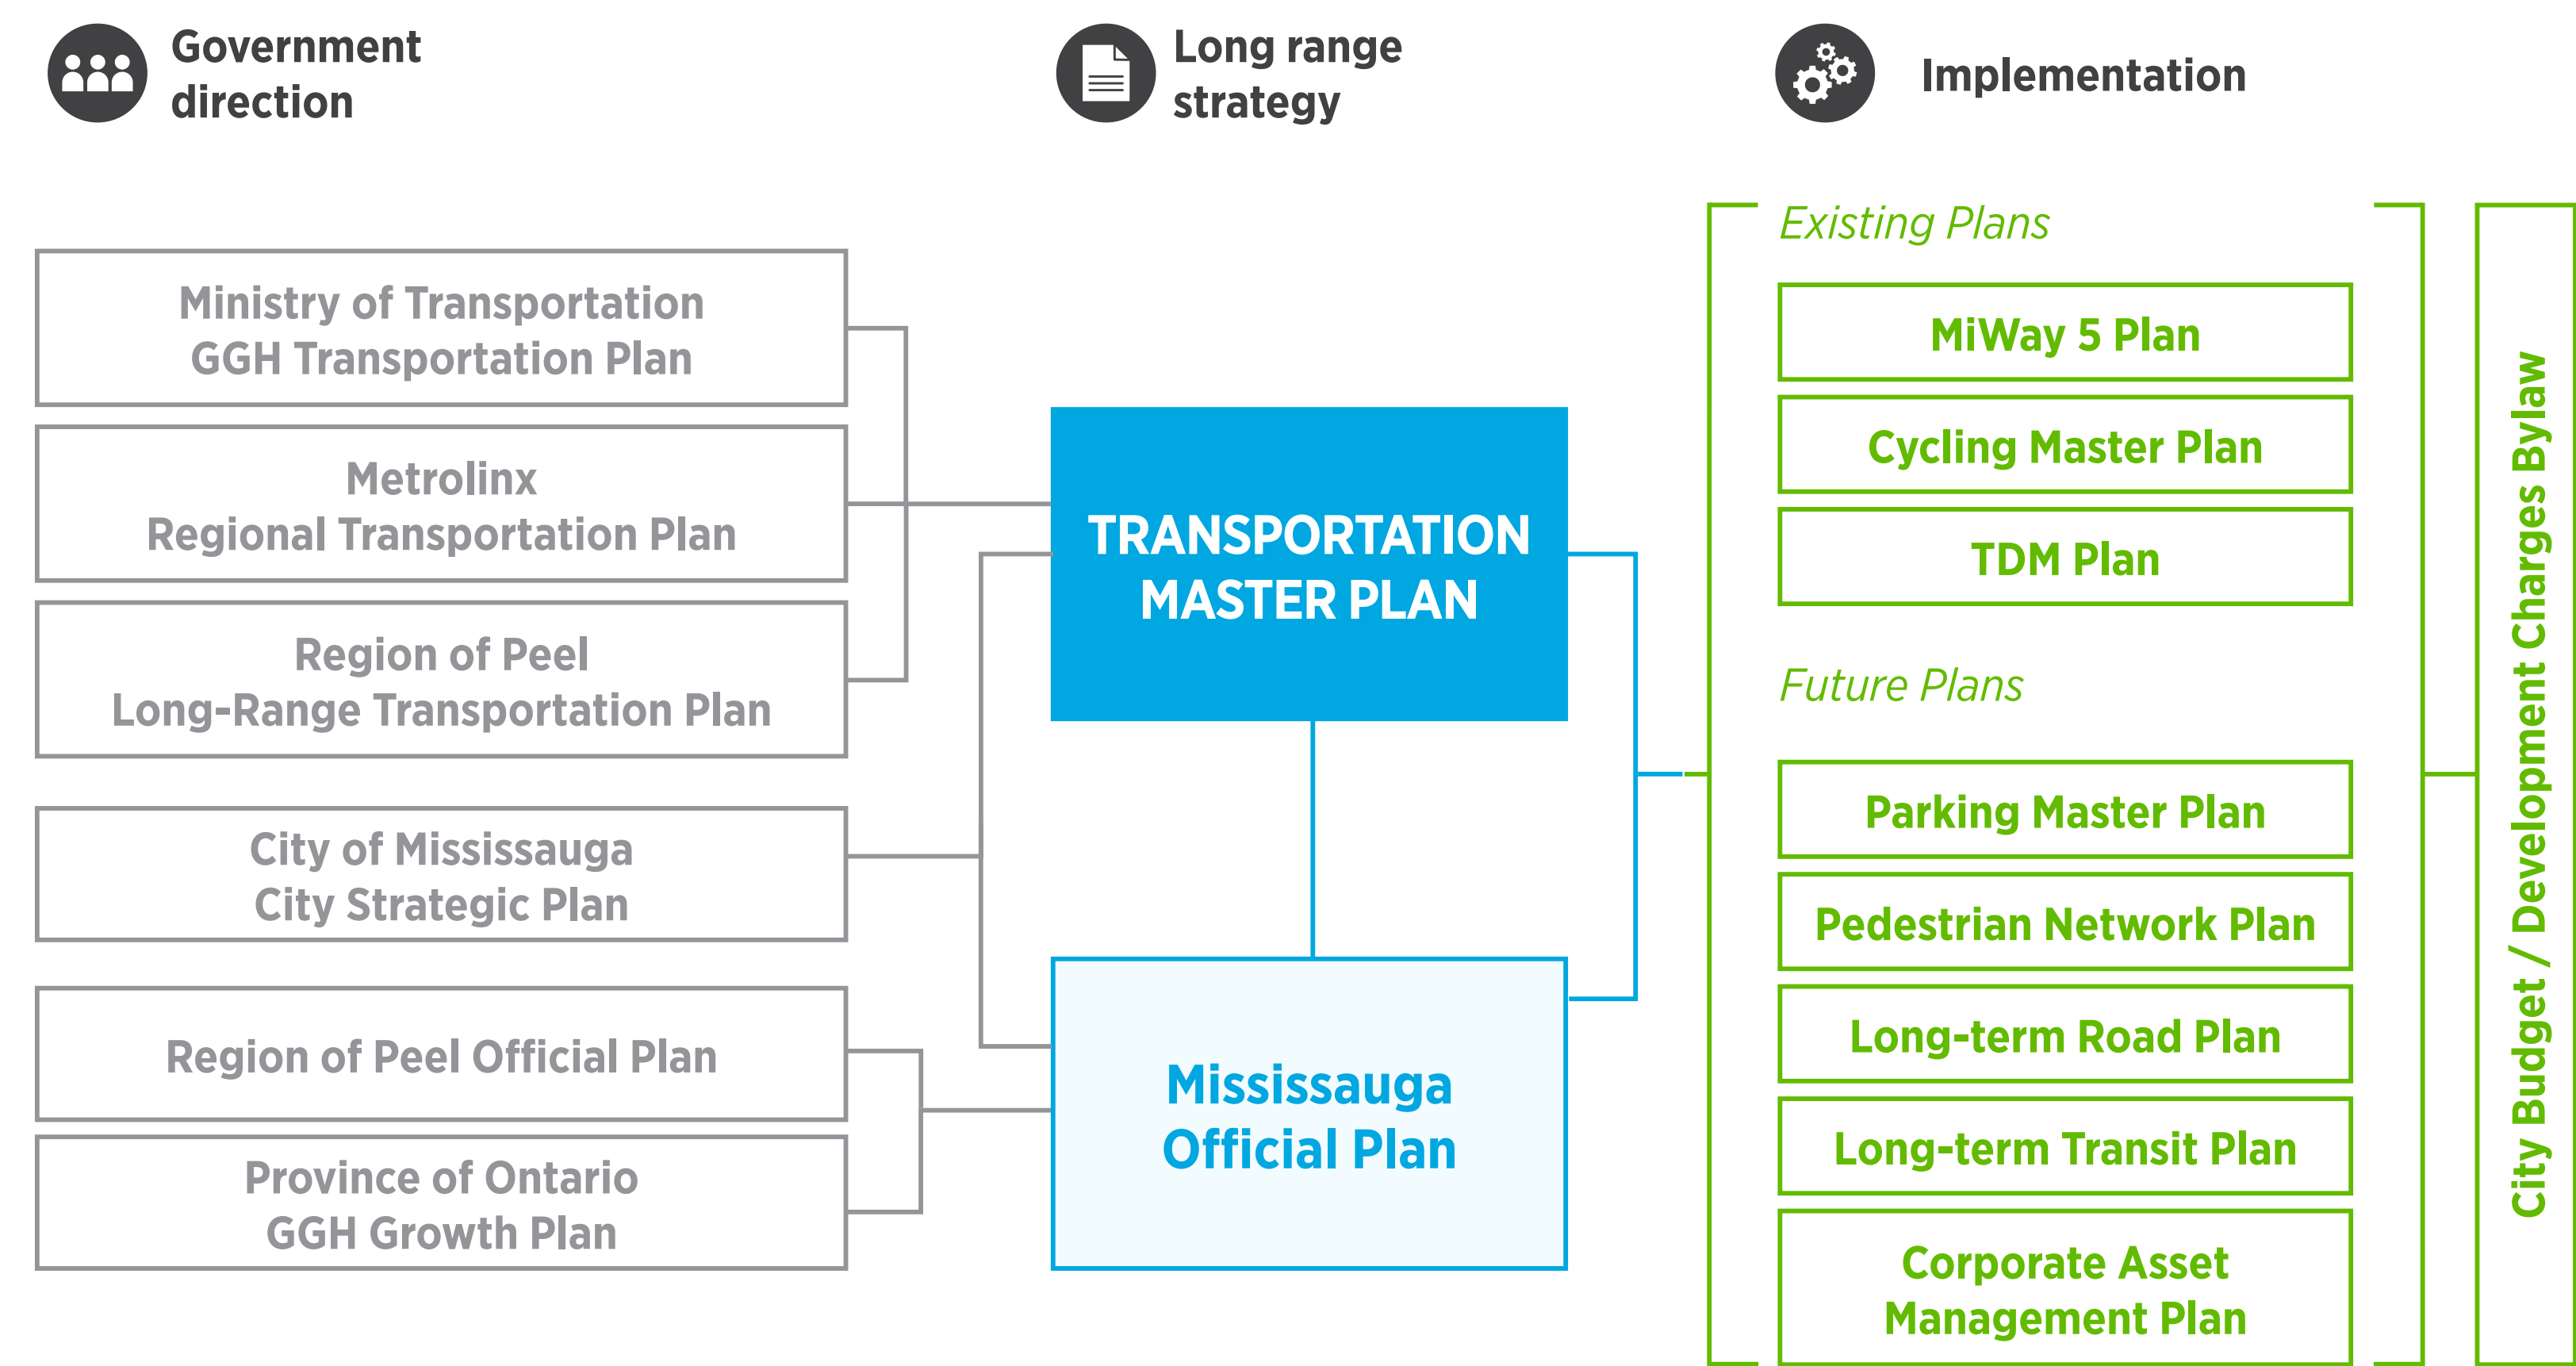 Government
direction
Long range
strategy
Implementation
Ministry of Transportation
GGH Transportation Plan
Metrolinx
Regional Transportation Plan
Region of Peel
Long-Range Transportation Plan
City of Mississauga
City Strategic Plan
Region of Peel Official Plan
Province of Ontario
GGH Growth Plan
TRANSPORTATION
MASTER PLAN
Mississauga
Official Plan
Existing Plans
MiWay 5 Plan
Cycling Master Plan
TDM Plan
Future Plans
Parking Master Plan
Pedestrian Network Plan
Long-term Road Plan
Long-term Transit Plan
Corporate Asset
Management Plan
City Budget / Development Charges Bylaw